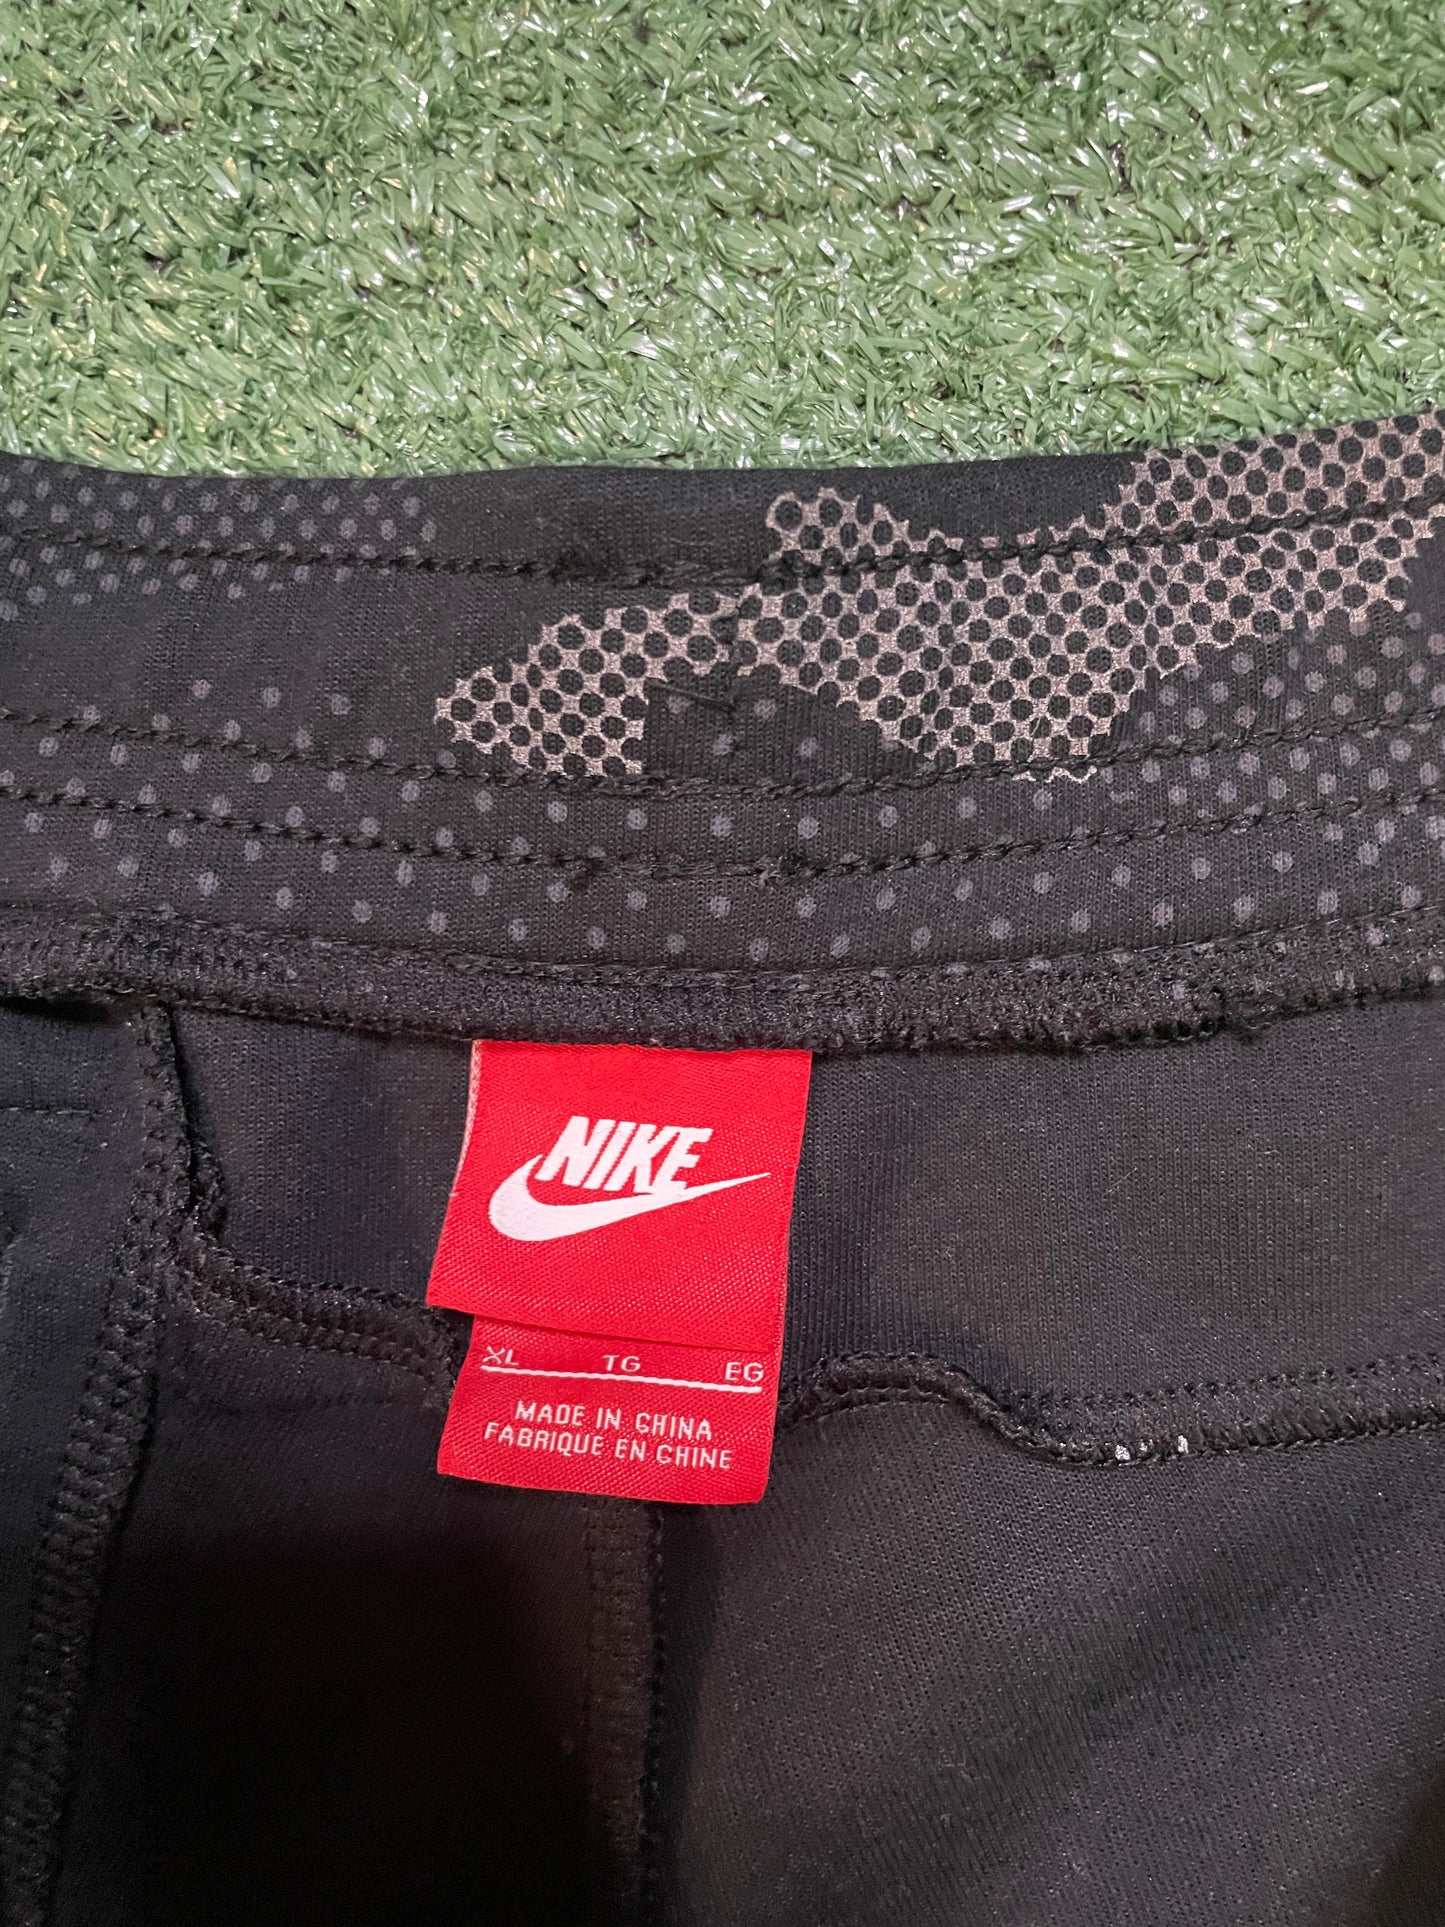 NIKE
XL TG EG
MADE IN CHINA
FABRIQUE EN CHINE